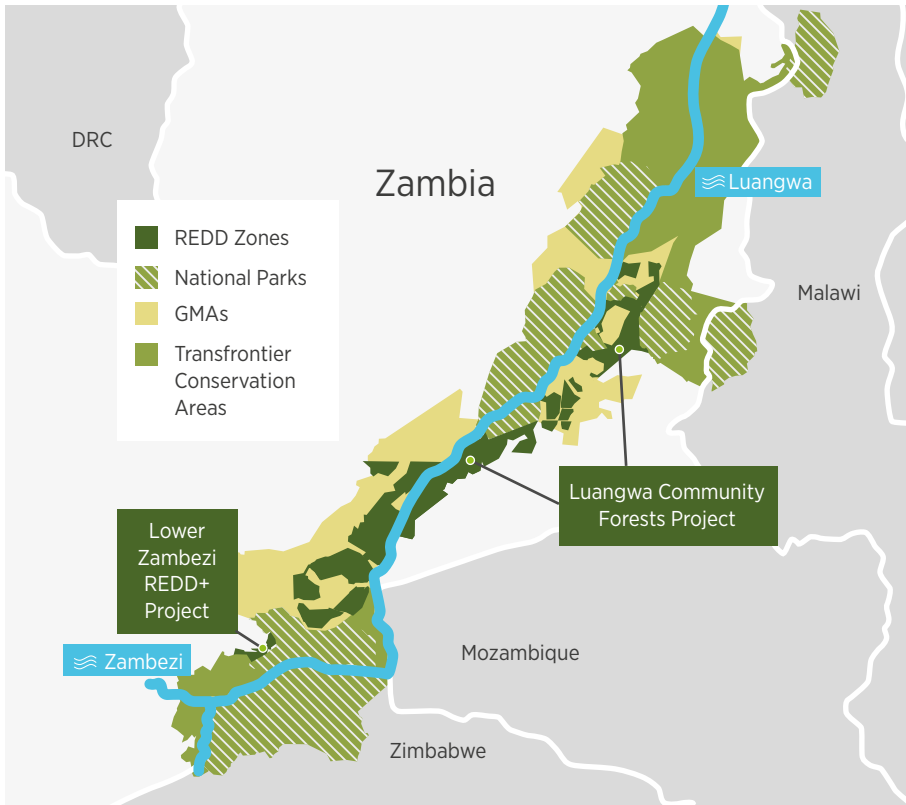 DRC
Zambia
Luangwa
REDD Zones
National Parks
GMAs
Transfrontier
Conservation
Areas
Malawi
Luangwa Community
Forests Project
Lower
Zambezi
REDD+
Project
Zambezi
Mozambique
Zimbabwe